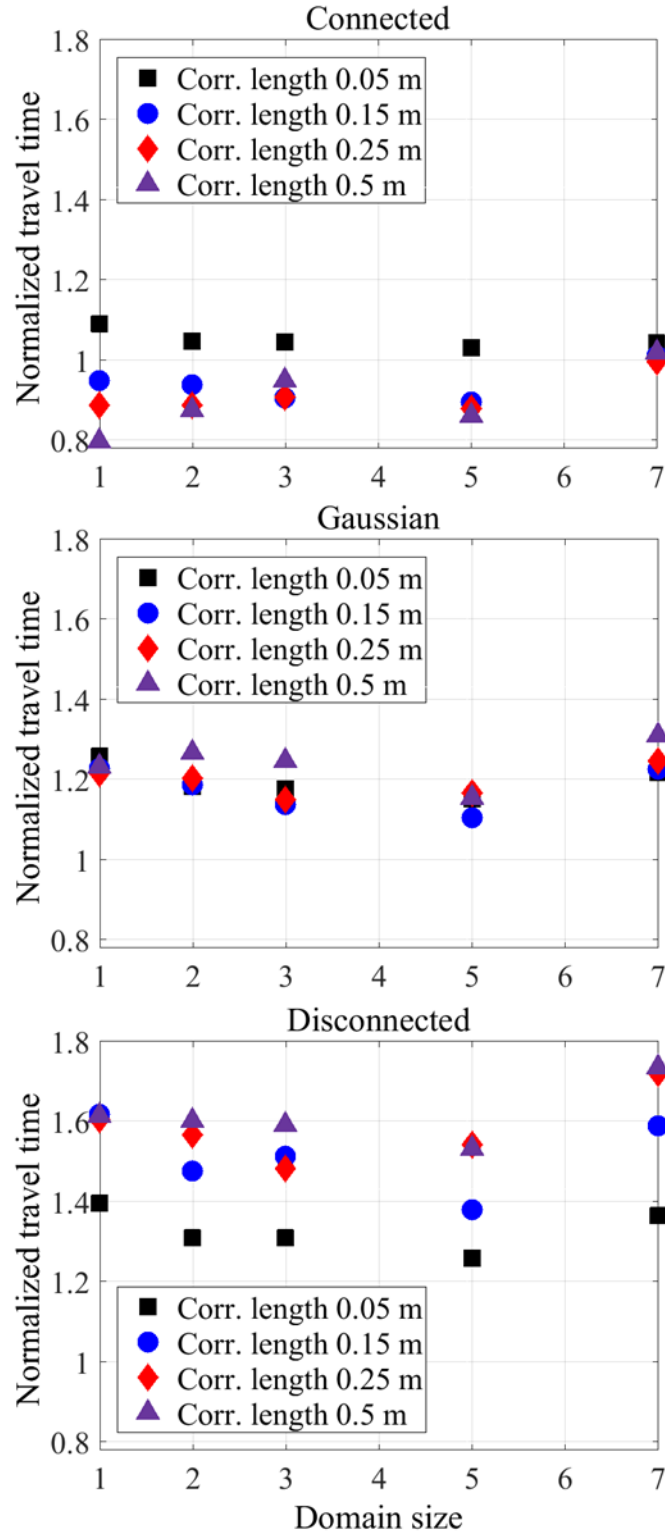 Connected
Normalized travel time
1.8
1.6
1.4
1.2
1
0.8
Corr. length 0.05 m
Corr. length 0.15 m
Corr. length 0.25 m
Corr. length 0.5 m
1 2 3 4 5 6 7
Gaussian
Normalized travel time
1.8
1.6
1.4
1.2
1
0.8
Corr. length 0.05 m
Corr. length 0.15 m
Corr. length 0.25 m
Corr. length 0.5 m
1 2 3 4 5 6 7
Disconnected
Normalized travel time
1.8
1.6
1.4
1.2
1
0.8
Corr. length 0.05 m
Corr. length 0.15 m
Corr. length 0.25 m
Corr. length 0.5 m
1 2 3 4 5 6 7
Domain size